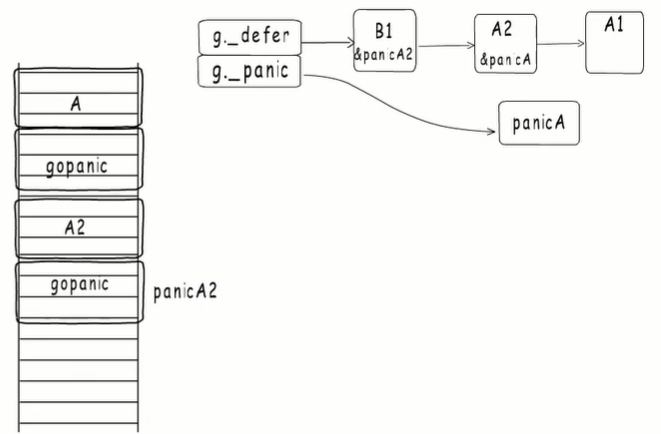 g._defer
g._panic
B1
&panicA2
A2
&panicA
A1
panicA
A
gopanic
A2
gopanic
panicA2